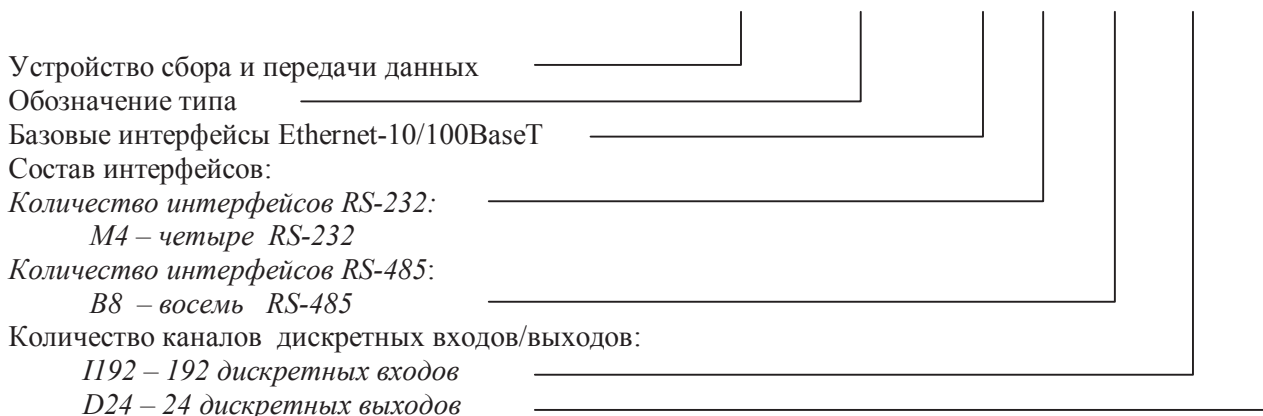 Устройство сбора и передачи данных
Обозначение типа
Базовые интерфейсы Ethernet-10/100BaseT
Состав интерфейсов:
Количество интерфейсов RS-232:
M4 – четыре RS-232
Количество интерфейсов RS-485:
B8 – восемь RS-485
Количество каналов дискретных входов/выходов:
I192 – 192 дискретных входов
D24 – 24 дискретных выходов